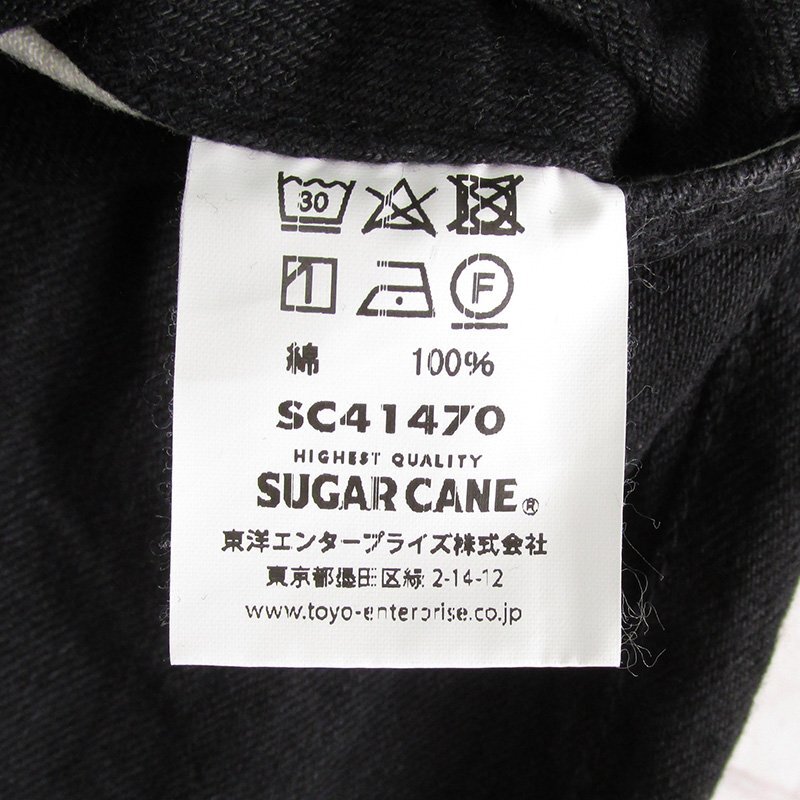 30
F
綿 100%
SC41470
HIGHEST QUALITY
SUGAR CANE®
東洋エンタープライズ株式会社
東京都墨田区緑 2-14-12
www.toyo-enterprise.co.jp